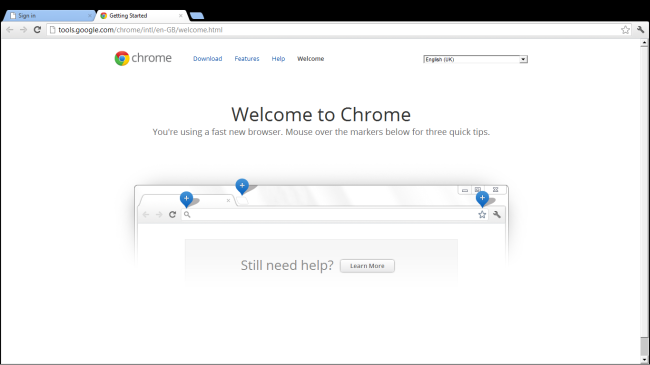 Sign in
Getting Started
tools.google.com/chrome/intl/en-GB/welcome.html
chrome
Download Features Help Welcome
English (UK)
Welcome to Chrome
You're using a fast new browser. Mouse over the markers below for three quick tips.
Still need help? Learn More